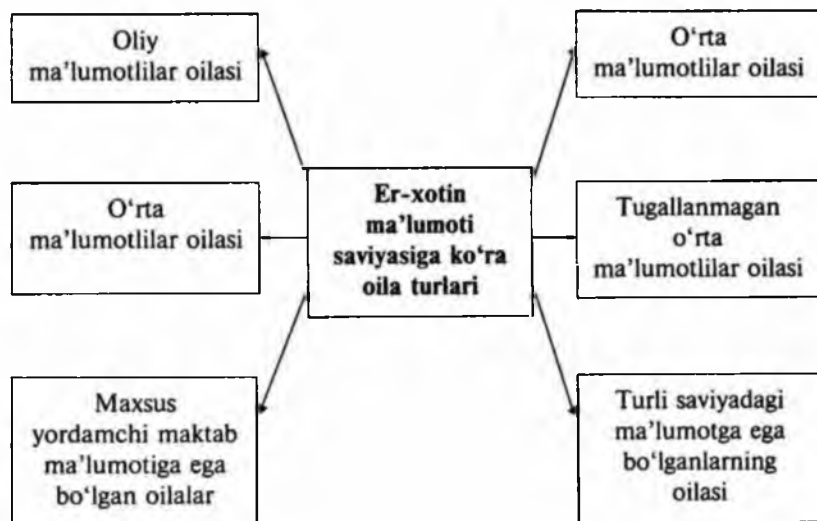 Oliy
ma'lumotlilar oilasi
O‘rta
ma'lumotlilar oilasi
O‘rta
ma'lumotlilar oilasi
Er-xotin
ma'lumoti
saviyasiga ko‘ra
oila turlari
Tugallanmagan
o‘rta
ma'lumotlilar oilasi
Maxsus
yordamchi maktab
ma'lumotiga ega
bo‘lgan oilalar
Turli saviyadagi
ma'lumotga ega
bo‘lganlarning
oilasi